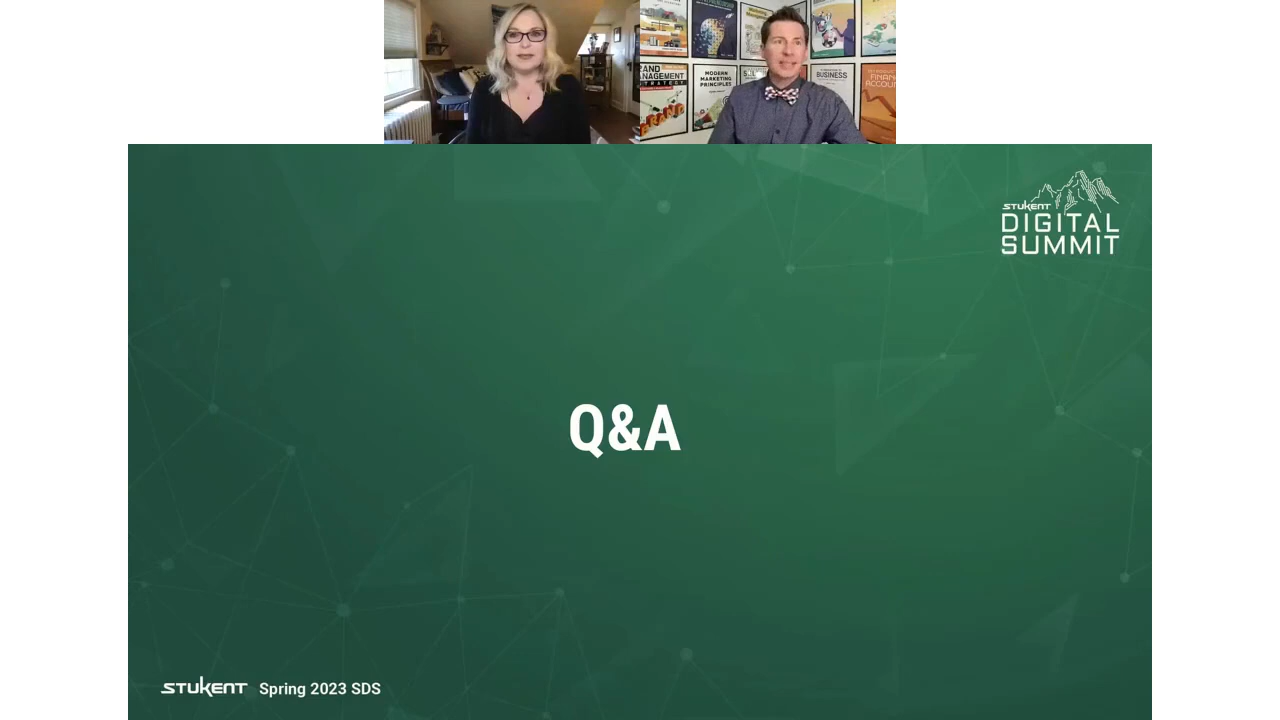 MODERN
MARKETING
PRINCIPLES
BUSINESS
STUKENT
DIGITAL
SUMMIT
Q&A
STUKENT Spring 2023 SDS